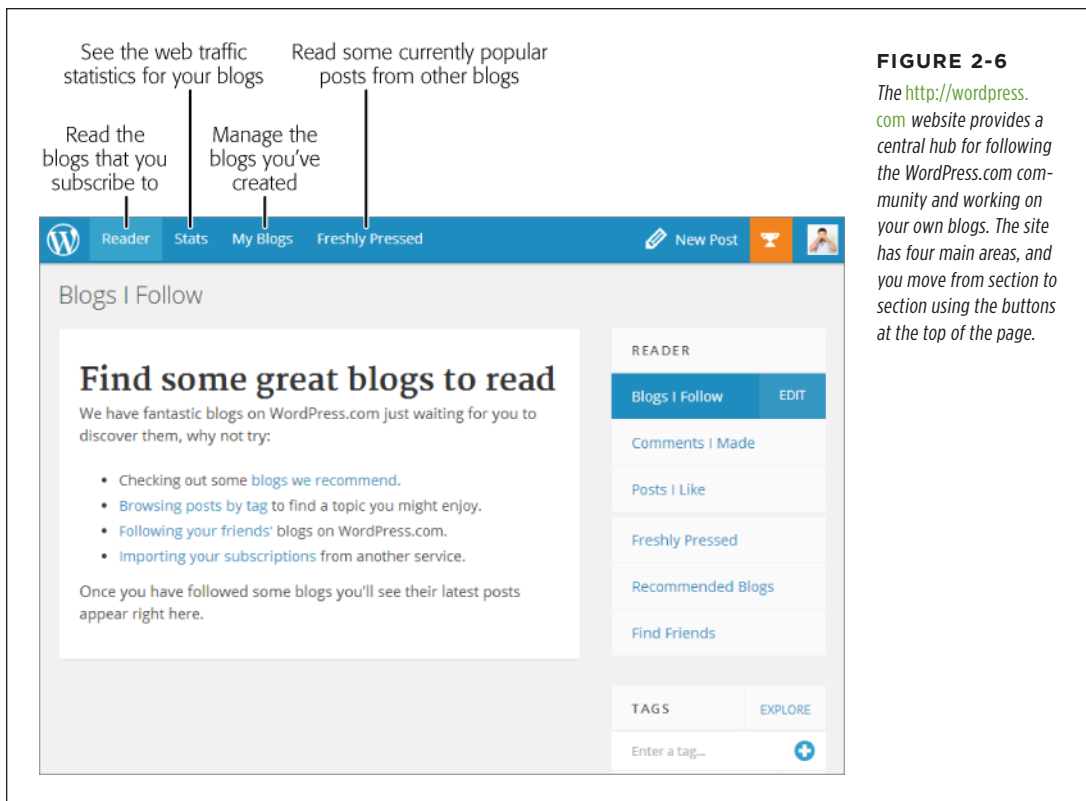 See the web traffic
statistics for your blogs
Read some currently popular
posts from other blogs
Read the
blogs that you
subscribe to
Manage the
blogs you've
created
Reader Stats My Blogs Freshly Pressed New Post
Blogs I Follow
Find some great blogs to read
We have fantastic blogs on WordPress.com just waiting for you to
discover them, why not try:
• Checking out some blogs we recommend.
• Browsing posts by tag to find a topic you might enjoy.
• Following your friends' blogs on WordPress.com.
• Importing your subscriptions from another service.
Once you have followed some blogs you'll see their latest posts
appear right here.
READER
Blogs I Follow EDIT
Comments I Made
Posts I Like
Freshly Pressed
Recommended Blogs
Find Friends
TAGS EXPLORE
Enter a tag...
FIGURE 2-6
The http://wordpress.
com website provides a
central hub for following
the WordPress.com com-
munity and working on
your own blogs. The site
has four main areas, and
you move from section to
section using the buttons
at the top of the page.